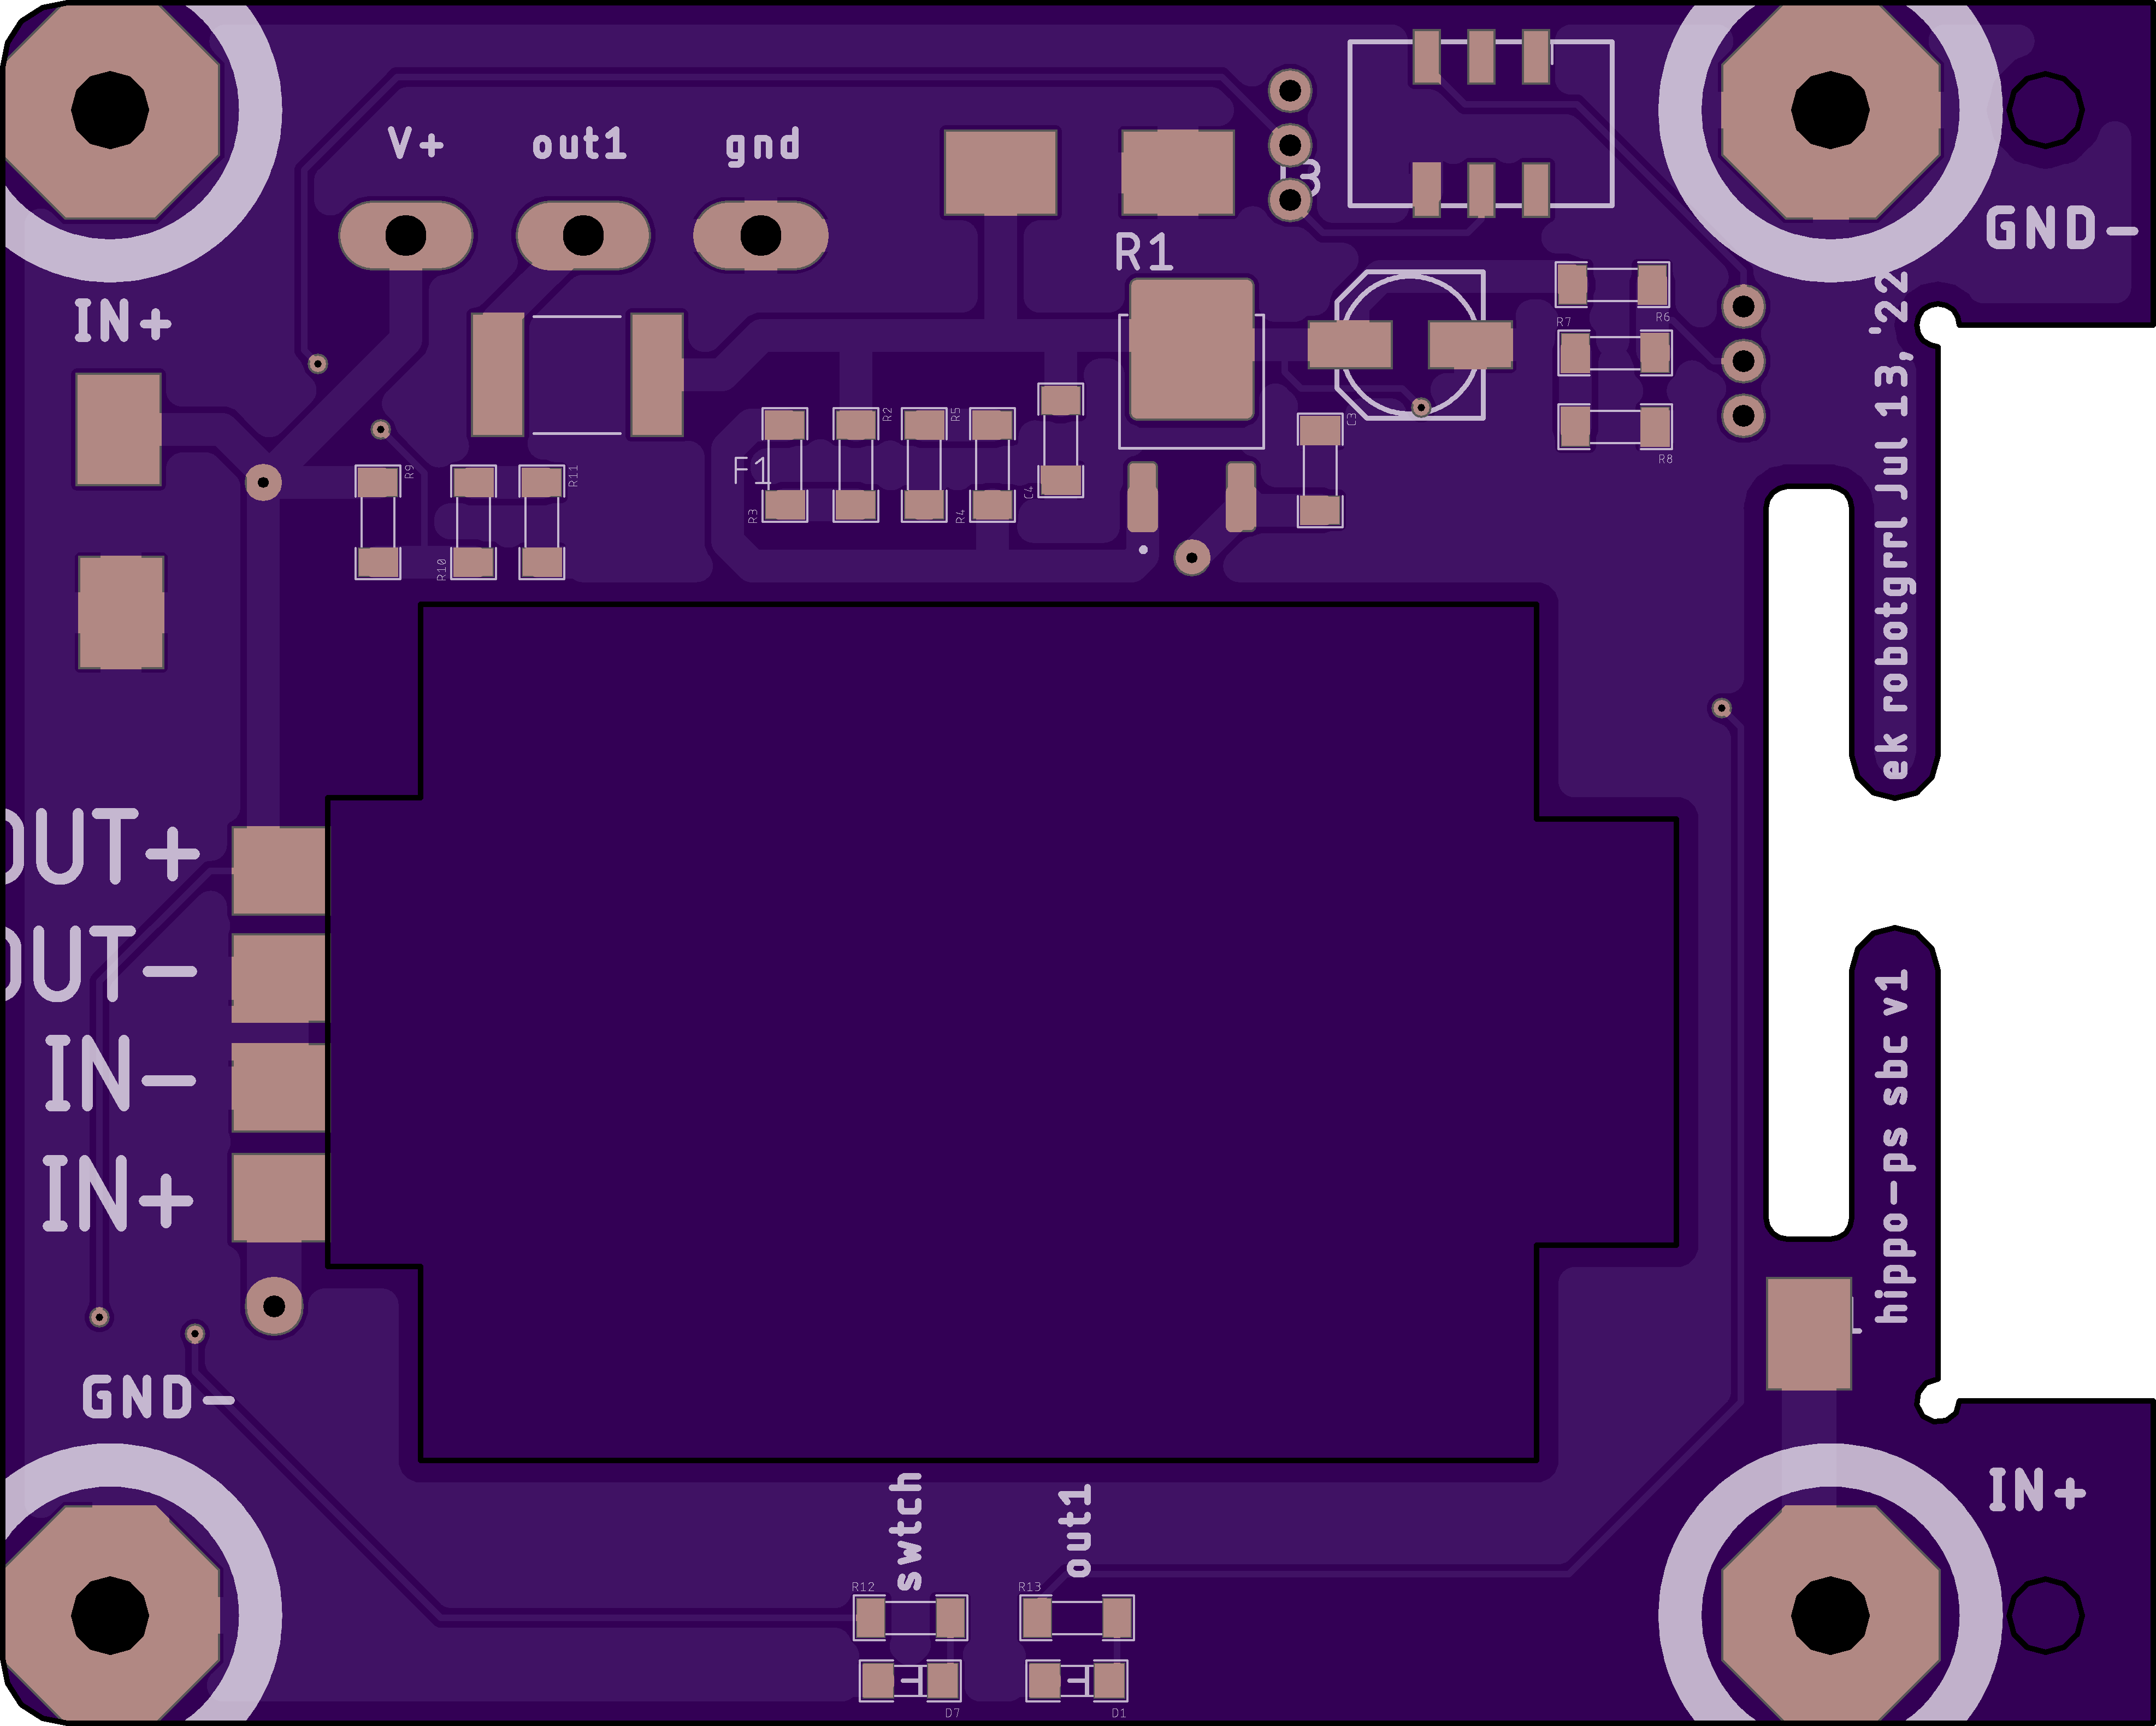 V+
out1
gnd
GND-
R1
IN+
R7
R6
R2
R5
C3
F1
R9
R11
R8
C4
R3
R4
R10
ek robotgrrl Jul 13, '22
OUT+
OUT-
IN-
IN+
hippo-ps sbc v1
GND-
swtch
out1
IN+
R12
R13
D7
D1